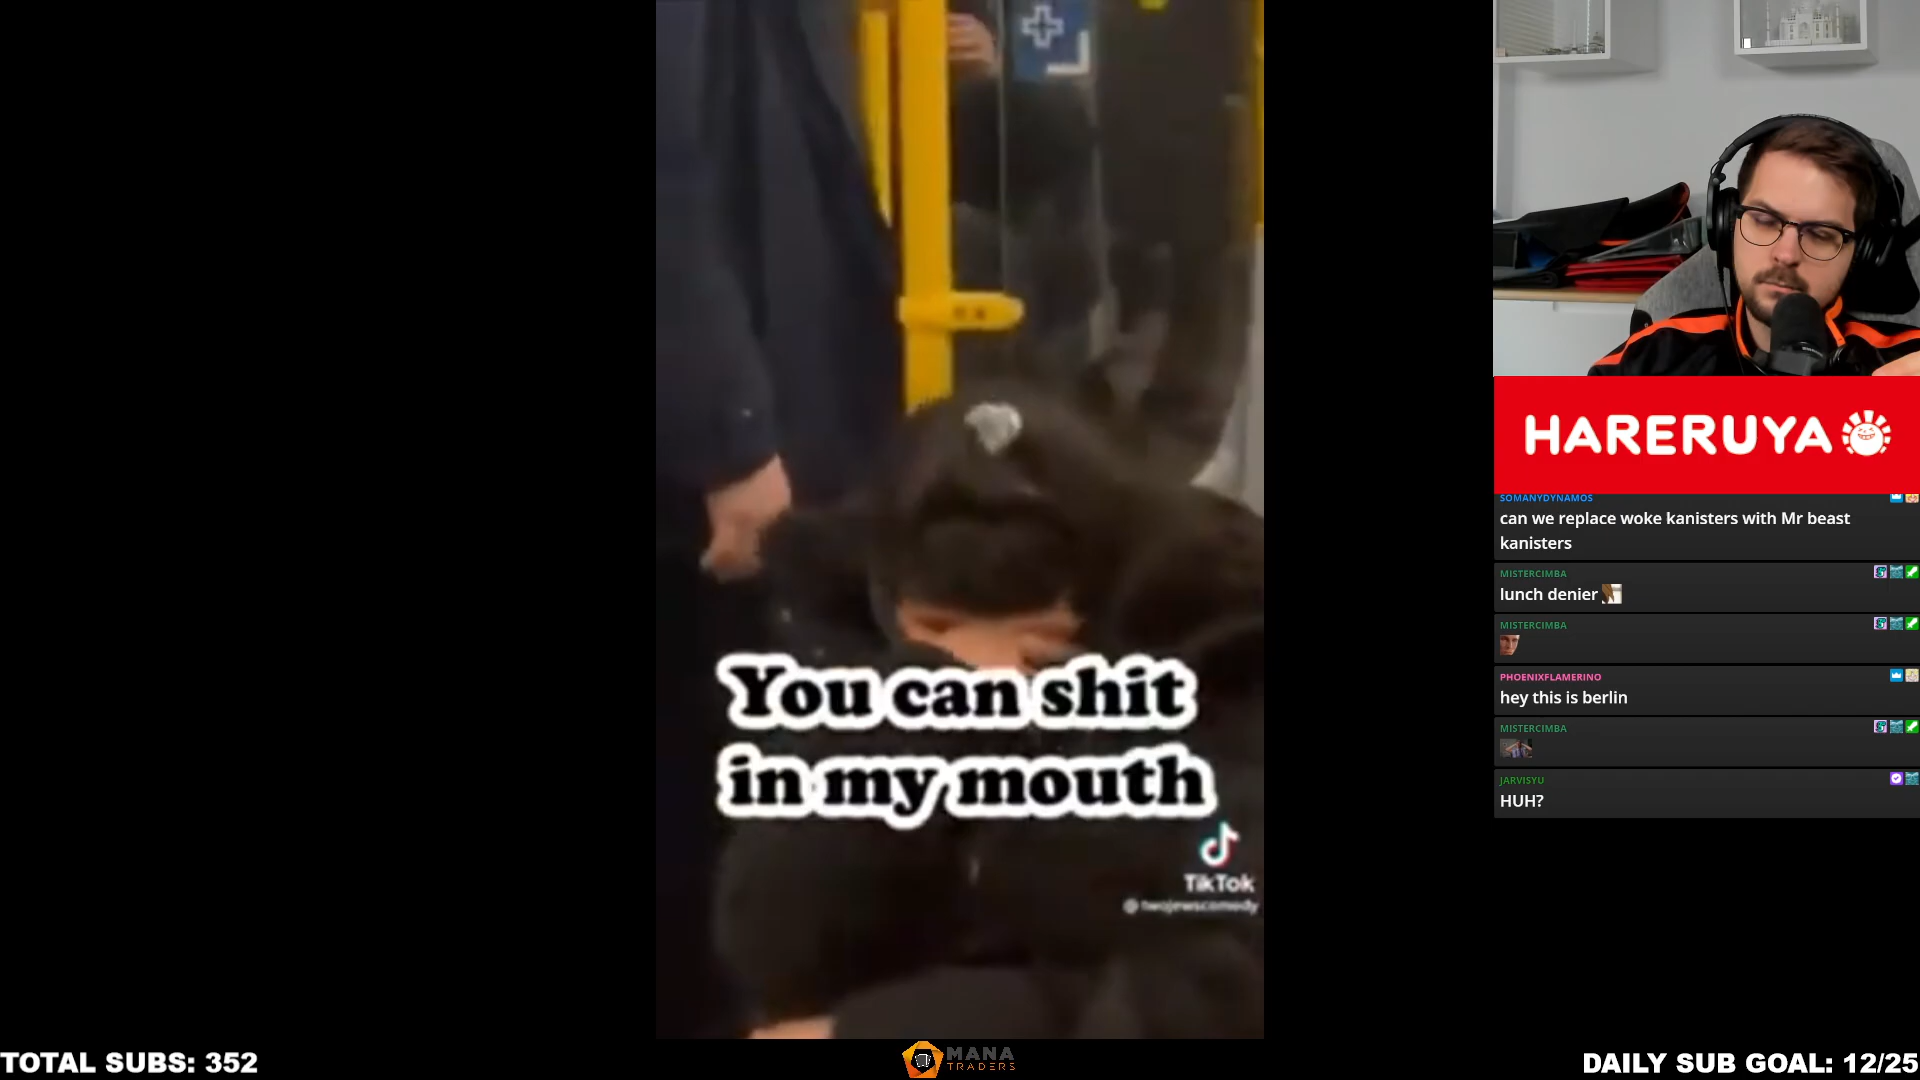 You can shit
in my mouth
TikTok
@twojewscomedy
HARERUYA
SOMANYDYNAMOS
can we replace woke kanisters with Mr beast
kanisters
MISTERCIMBA
lunch denier
MISTERCIMBA
PHOENIXFLAMERINO
hey this is berlin
MISTERCIMBA
JARVISYU
HUH?
TOTAL SUBS: 352
MANA
TRADERS
DAILY SUB GOAL: 12/25